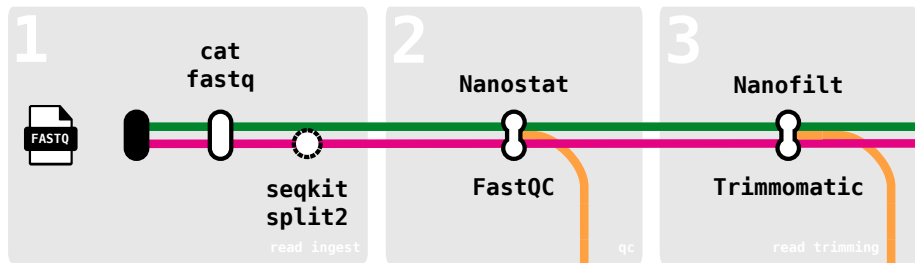 1
cat
fastq
FASTQ
seqkit
split2
read ingest
2
Nanostat
FastQC
qc
3
Nanofilt
Trimmomatic
read trimming